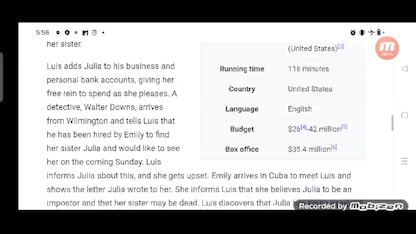 5:56
her sister.
(United States)[3]
Luis adds Julia to his business and
personal bank accounts, giving her
free rein to spend as she pleases. A
detective, Walter Downs, arrives
from Wilmington and tells Luis that
he has been hired by Emily to find
her sister Julia and would like to see
her on the coming Sunday. Luis
informs Julia about this, and she gets upset. Emily arrives in Cuba to meet Luis and
shows the letter Julia wrote to her. She informs Luis that she believes Julia to be an
impostor and that her sister may be dead. Luis discovers that Julia
Running time 116 minutes
Country United States
Language English
Budget $26[4]-42 million[5]
Box office $35.4 million[6]
Recorded by Mobizen